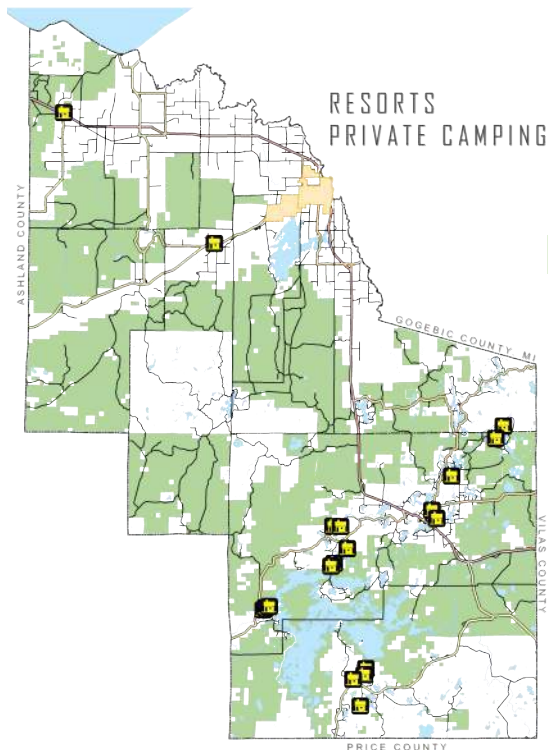 RESORTS
PRIVATE CAMPING
ASHLAND COUNTY
GOGEBIC COUNTY MI
VILAS COUNTY
PRICE COUNTY